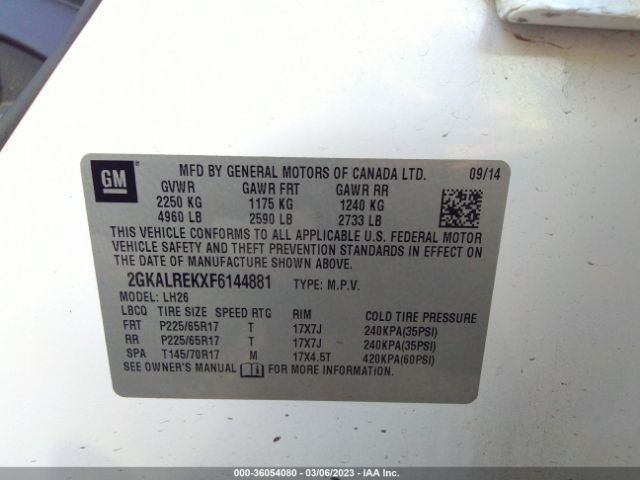 GM
MFD BY GENERAL MOTORS OF CANADA LTD. 09/14
GVWR GAWR FRT GAWR RR
2250 KG 1175 KG 1240 KG
4960 LB 2590 LB 2733 LB
THIS VEHICLE CONFORMS TO ALL APPLICABLE U.S. FEDERAL MOTOR
VEHICLE SAFETY AND THEFT PREVENTION STANDARDS IN EFFECT ON
THE DATE OF MANUFACTURE SHOWN ABOVE.
2GKALREKXF6144881 TYPE: M.P.V.
MODEL: LH26
LBCQ TIRE SIZE SPEED RTG RIM COLD TIRE PRESSURE
FRT P225/65R17 T 17X7J 240KPA(35PSI)
RR P225/65R17 T 17X7J 240KPA(35PSI)
SPA T145/70R17 M 17X4.5T 420KPA(60PSI)
SEE OWNER'S MANUAL FOR MORE INFORMATION.
000-36054080 - 03/06/2023 - IAA Inc.